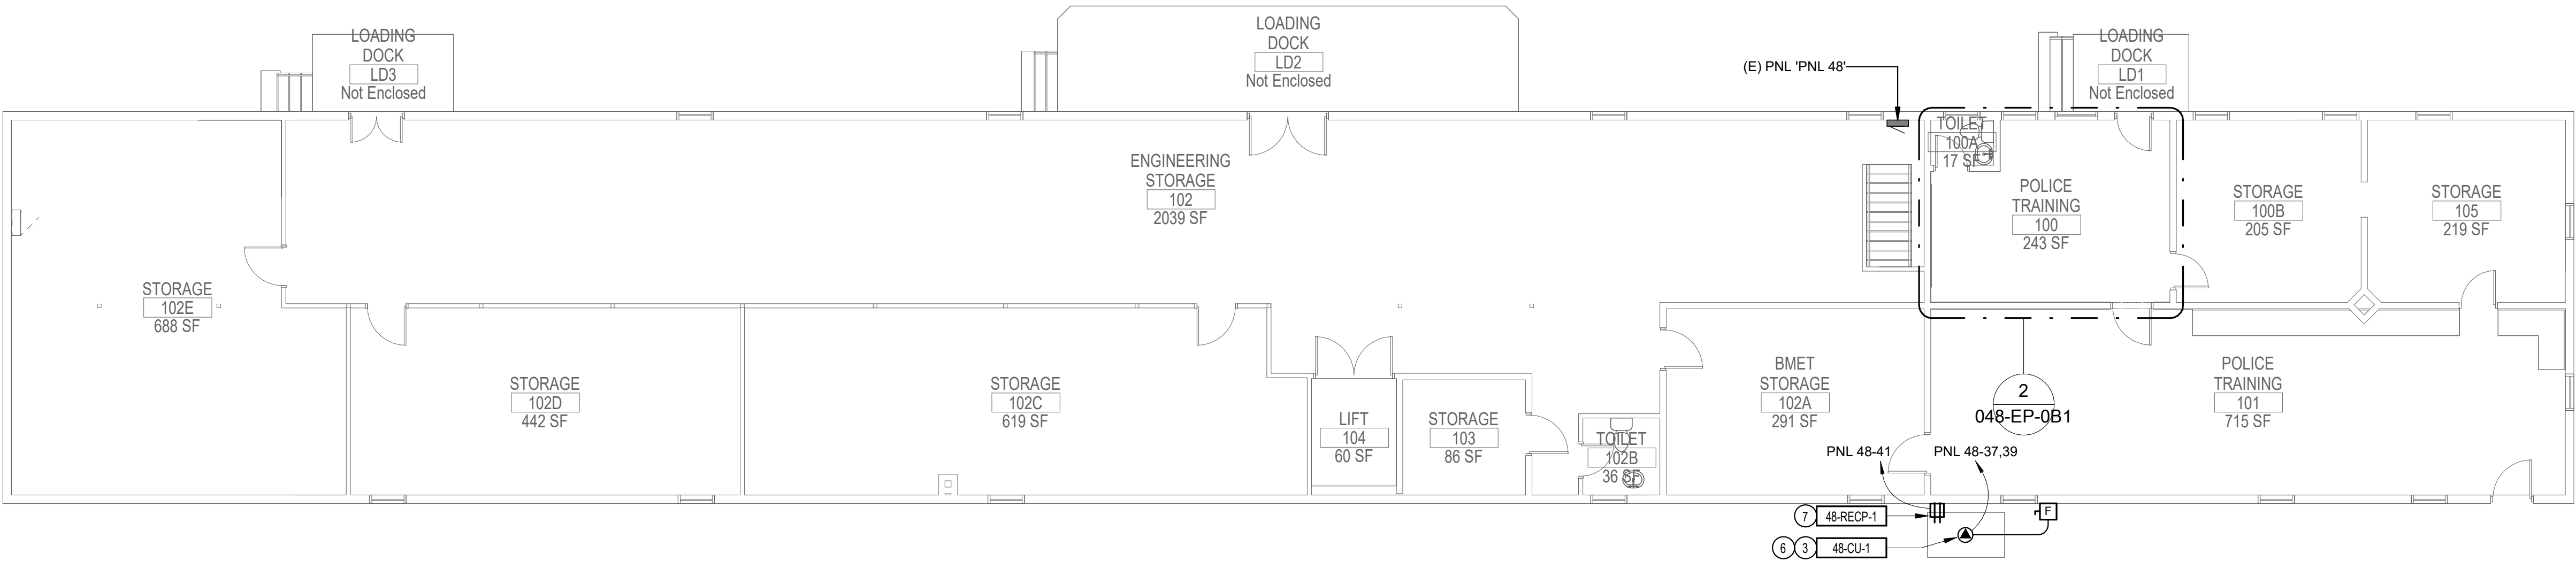 LOADING
DOCK
LD3
Not Enclosed
LOADING
DOCK
LD2
Not Enclosed
(E) PNL 'PNL 48'
LOADING
DOCK
LD1
Not Enclosed
TOILET
100A
17 SF
ENGINEERING
STORAGE
102
2039 SF
POLICE
TRAINING
100
243 SF
STORAGE
100B
205 SF
STORAGE
105
219 SF
STORAGE
102E
688 SF
STORAGE
102D
442 SF
STORAGE
102C
619 SF
LIFT
104
60 SF
STORAGE
103
86 SF
TOILET
102B
36 SF
BMET
STORAGE
102A
291 SF
2
048-EP-0B1
POLICE
TRAINING
101
715 SF
PNL 48-41
PNL 48-37,39
7 48-RECP-1
F
6 3 48-CU-1